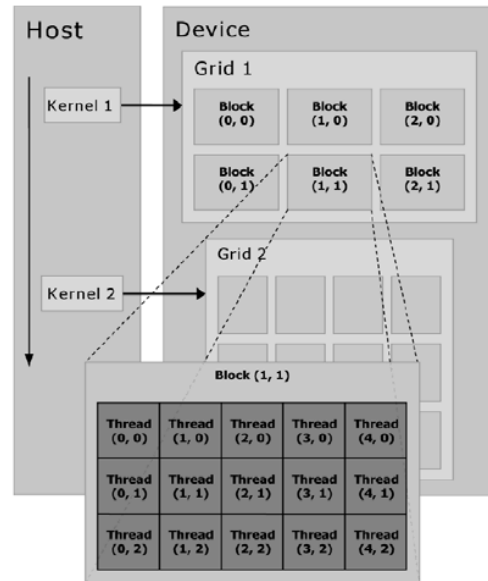 Host
Device
Grid 1
Kernel 1
Block
(0, 0)
Block
(1, 0)
Block
(2, 0)
Block
(0, 1)
Block
(1, 1)
Block
(2, 1)
Grid 2
Kernel 2
Block (1, 1)
Thread
(0, 0)
Thread
(1, 0)
Thread
(2, 0)
Thread
(3, 0)
Thread
(4, 0)
Thread
(0, 1)
Thread
(1, 1)
Thread
(2, 1)
Thread
(3, 1)
Thread
(4, 1)
Thread
(0, 2)
Thread
(1, 2)
Thread
(2, 2)
Thread
(3, 2)
Thread
(4, 2)